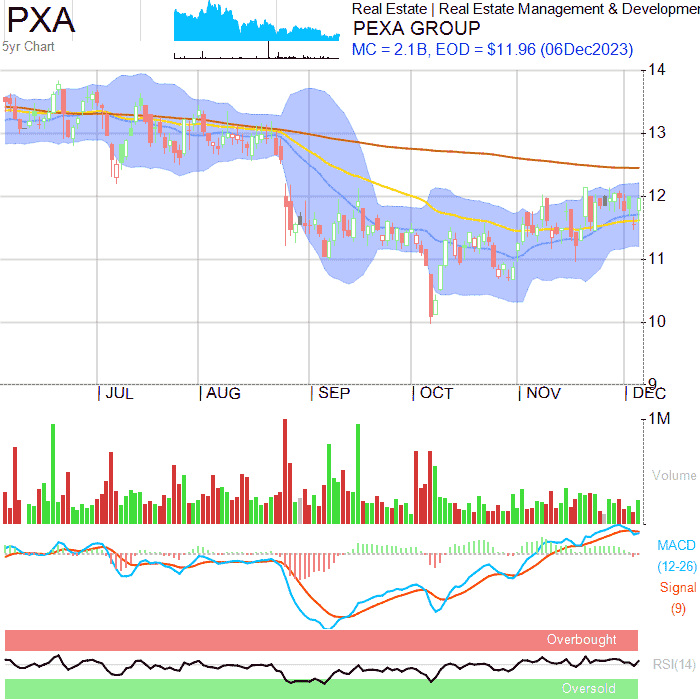 PXA
5yr Chart
Real Estate | Real Estate Management & Developmen
PEXA GROUP
MC = 2.1B, EOD = $11.96 (06Dec2023)
14
13
12
11
10
9
JUL
AUG
SEP
OCT
NOV
DEC
1M
Volume
MACD
(12-26)
Signal
(9)
Overbought
RSI(14)
Oversold